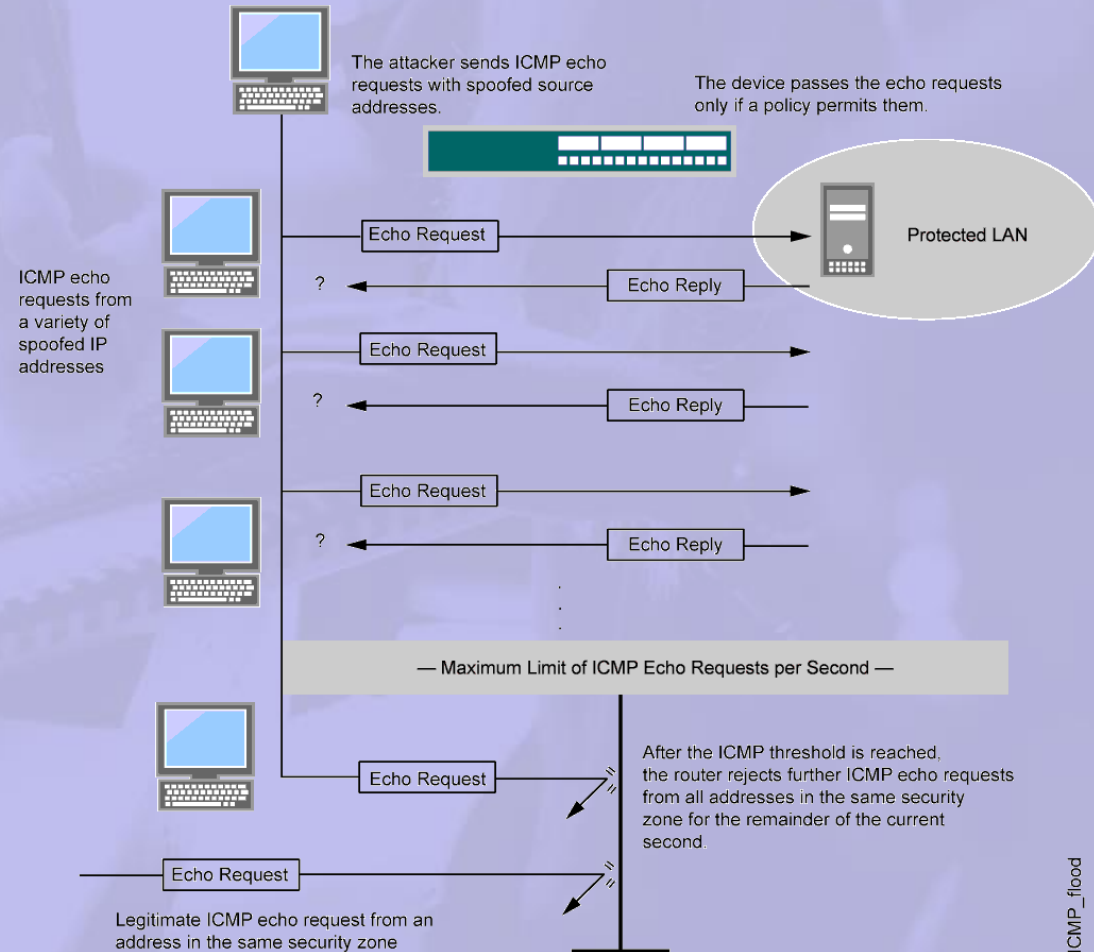 The attacker sends ICMP echo
requests with spoofed source
addresses.
The device passes the echo requests
only if a policy permits them.
Echo Request
Protected LAN
ICMP echo
requests from
a variety of
spoofed IP
addresses
?
Echo Reply
Echo Request
?
Echo Reply
Echo Request
?
Echo Reply
— Maximum Limit of ICMP Echo Requests per Second —
Echo Request
After the ICMP threshold is reached,
the router rejects further ICMP echo requests
from all addresses in the same security
zone for the remainder of the current
second.
Echo Request
Legitimate ICMP echo request from an
address in the same security zone
ICMP_flood